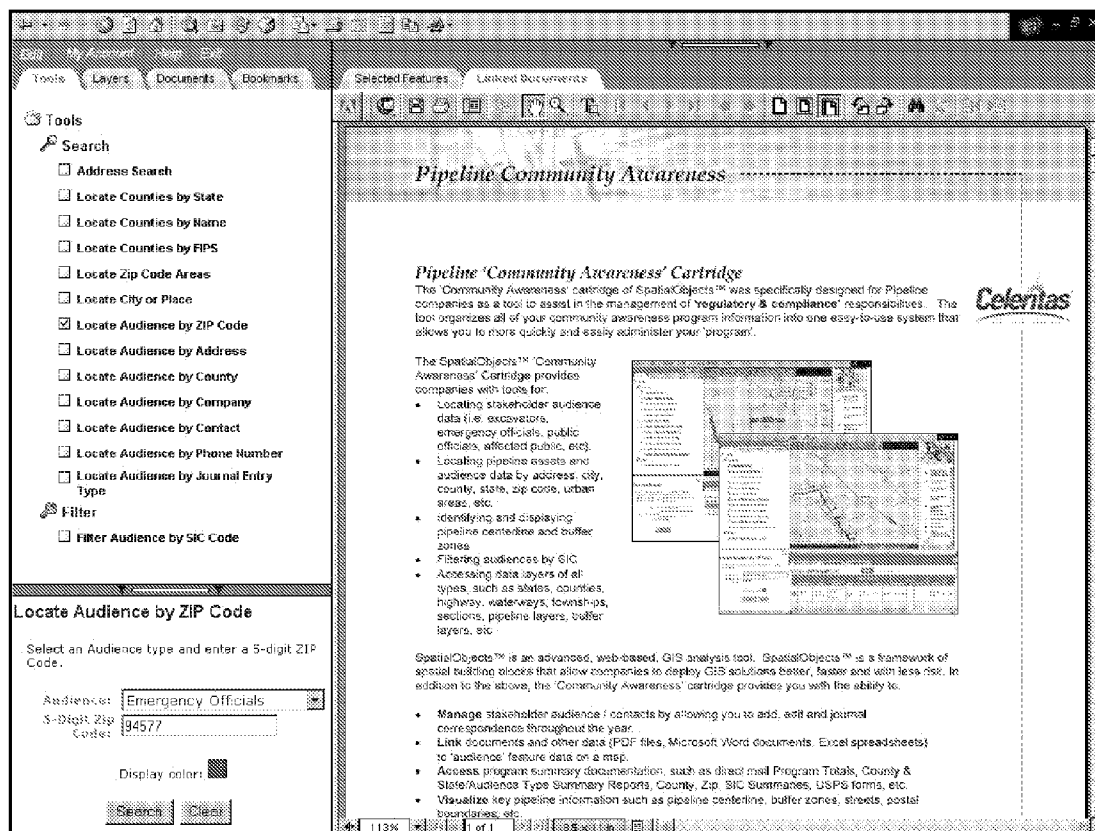 Edit My Account Help Exit
Tools Layers Documents Bookmarks
Selected Features Linked Documents
Tools
Search
Address Search
Locate Counties by State
Locate Counties by Name
Locate Counties by FIPS
Locate Zip Code Areas
Locate City or Place
Locate Audience by ZIP Code
Locate Audience by Address
Locate Audience by County
Locate Audience by Company
Locate Audience by Contact
Locate Audience by Phone Number
Locate Audience by Journal Entry
Type
Filter
Filter Audience by SIC Code
Locate Audience by ZIP Code
Select an Audience type and enter a 5-digit ZIP
Code.
Audience: Emergency Officials
5-Digit Zip
Code: 94577
Display color:
Search Clear
Pipeline Community Awareness
Pipeline 'Community Awareness' Cartridge
The 'Community Awareness' cartridge of SpatialObjects™ was specifically designed for Pipeline
companies as a tool to assist in the management of 'regulatory & compliance' responsibilities. The
tool organizes all of your community awareness program information into one easy-to-use system that
allows you to more quickly and easily administer your 'program'.
Celeritas
The SpatialObjects™ 'Community
Awareness' Cartridge provides
companies with tools for:
• Locating stakeholder audience
data (i.e. excavators,
emergency officials, public
officials, affected public, etc).
• Locating pipeline assets and
audience data by address, city,
county, state, zip code, urban
areas, etc.
• Identifying and displaying
pipeline centerline and buffer
zones
• Filtering audiences by SIC
• Accessing data layers of all
types, such as states, counties,
highway, waterways, townships,
sections, pipeline layers, buffer
layers, etc
SpatialObjects™ is an advanced, web-based, GIS analysis tool. SpatialObjects™ is a framework of
spatial building blocks that allow companies to deploy GIS solutions better, faster and with less risk. In
addition to the above, the 'Community Awareness' cartridge provides you with the ability to:
• Manage stakeholder audience / contacts by allowing you to add, edit and journal
correspondence throughout the year.
• Link documents and other data (PDF files, Microsoft Word documents, Excel spreadsheets)
to 'audience' feature data on a map.
• Access program summary documentation, such as direct mail Program Totals, County &
State/Audience Type Summary Reports, County, Zip, SIC Summaries, USPS forms, etc.
• Visualize key pipeline information such as pipeline centerline, buffer zones, streets, postal
boundaries, etc.
113% 1 of 1 8.5 x 11 in